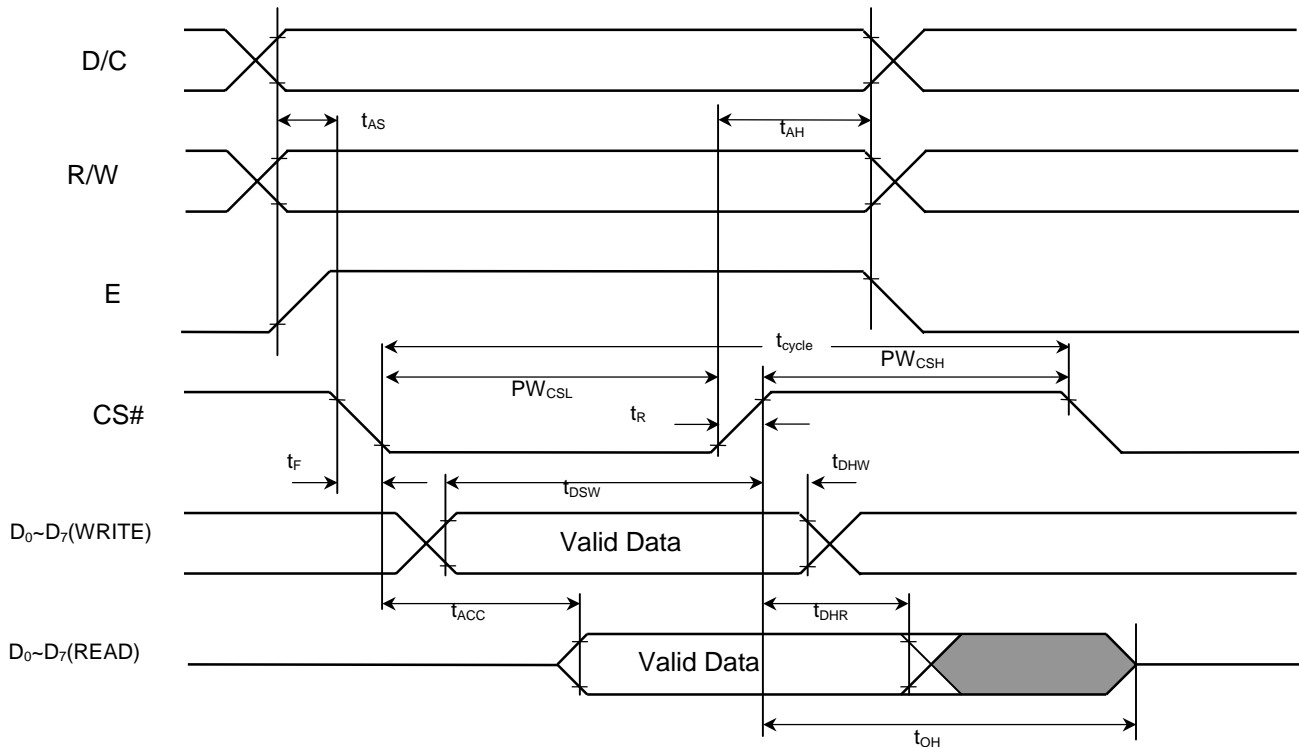 D/C
tAS
tAH
R/W
E
tcycle
PWCSH
PWCSL
CS#
tR
tF
tDHW
tDSW
D0~D7(WRITE)
Valid Data
tACC
tDHR
D0~D7(READ)
Valid Data
tOH